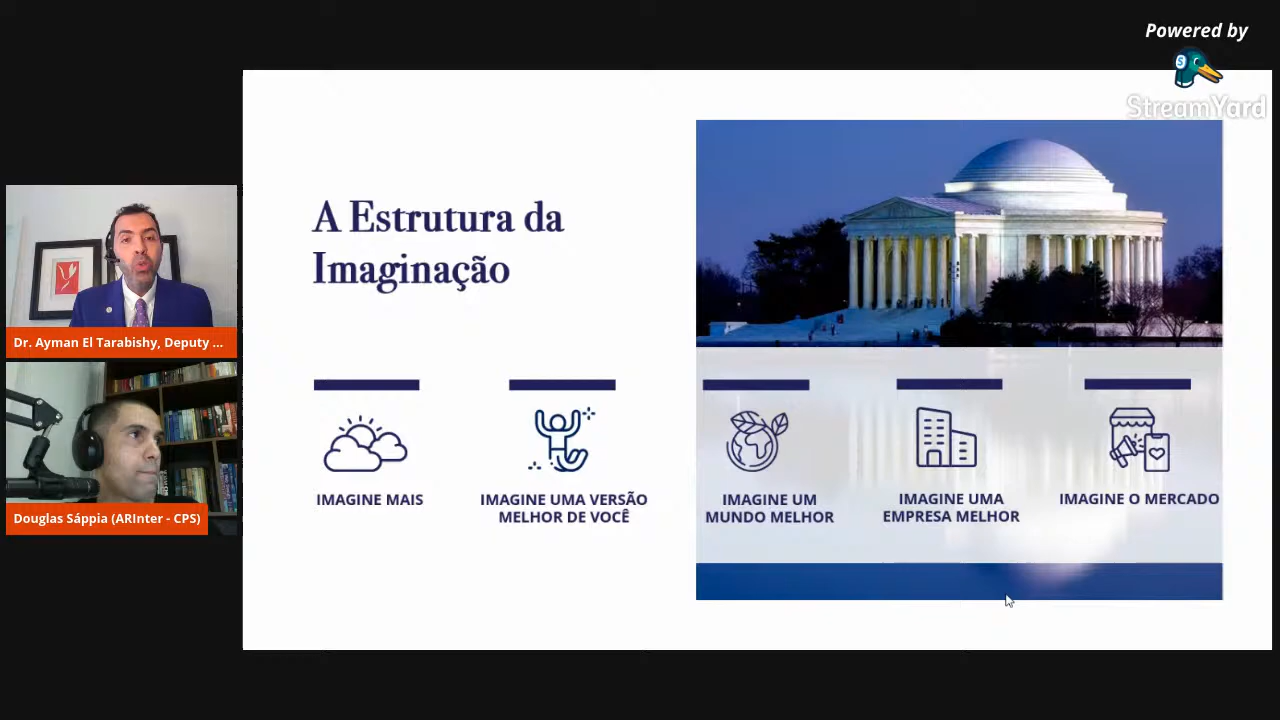 Powered by
StreamYard
A Estrutura da
Imaginação
Dr. Ayman El Tarabishy, Deputy ...
Douglas Sáppia (ARInter - CPS)
IMAGINE MAIS
IMAGINE UMA VERSÃO
MELHOR DE VOCÊ
IMAGINE UM
MUNDO MELHOR
IMAGINE UMA
EMPRESA MELHOR
IMAGINE O MERCADO